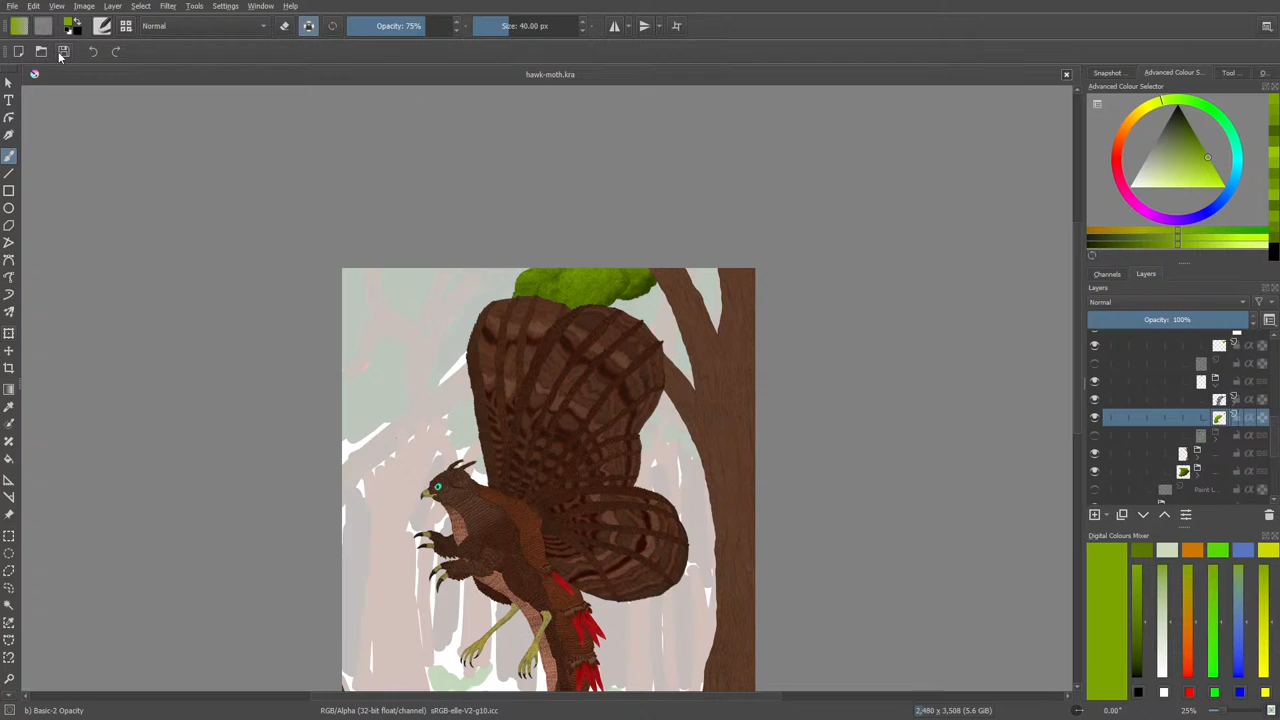 File Edit View Image Layer Select Filter Tools Settings Window Help
Normal
Opacity: 75%
Size: 40.00 px
hawk-moth.kra
Snapshot ...
Advanced Colour S...
Tool ...
O...
Advanced Colour Selector
Channels
Layers
Layers
Normal
Opacity: 100%
Paint L...
Digital Colours Mixer
b) Basic-2 Opacity
RGB/Alpha (32-bit float/channel) sRGB-elle-V2-g10.icc
2,480 x 3,508 (5.6 GiB)
0.00°
25%